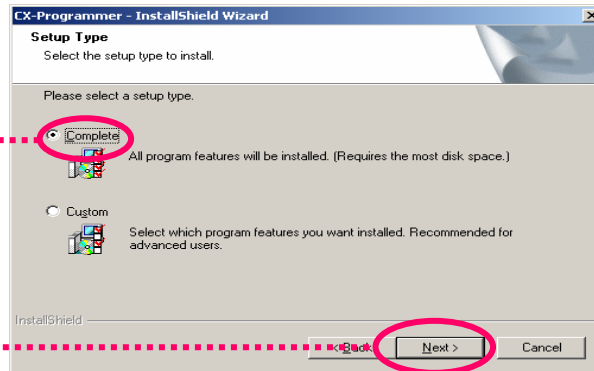 CX-Programmer - InstallShield Wizard
Setup Type
Select the setup type to install.
Please select a setup type.
Complete
All program features will be installed. (Requires the most disk space.)
Custom
Select which program features you want installed. Recommended for
advanced users.
InstallShield
< Back
Next >
Cancel